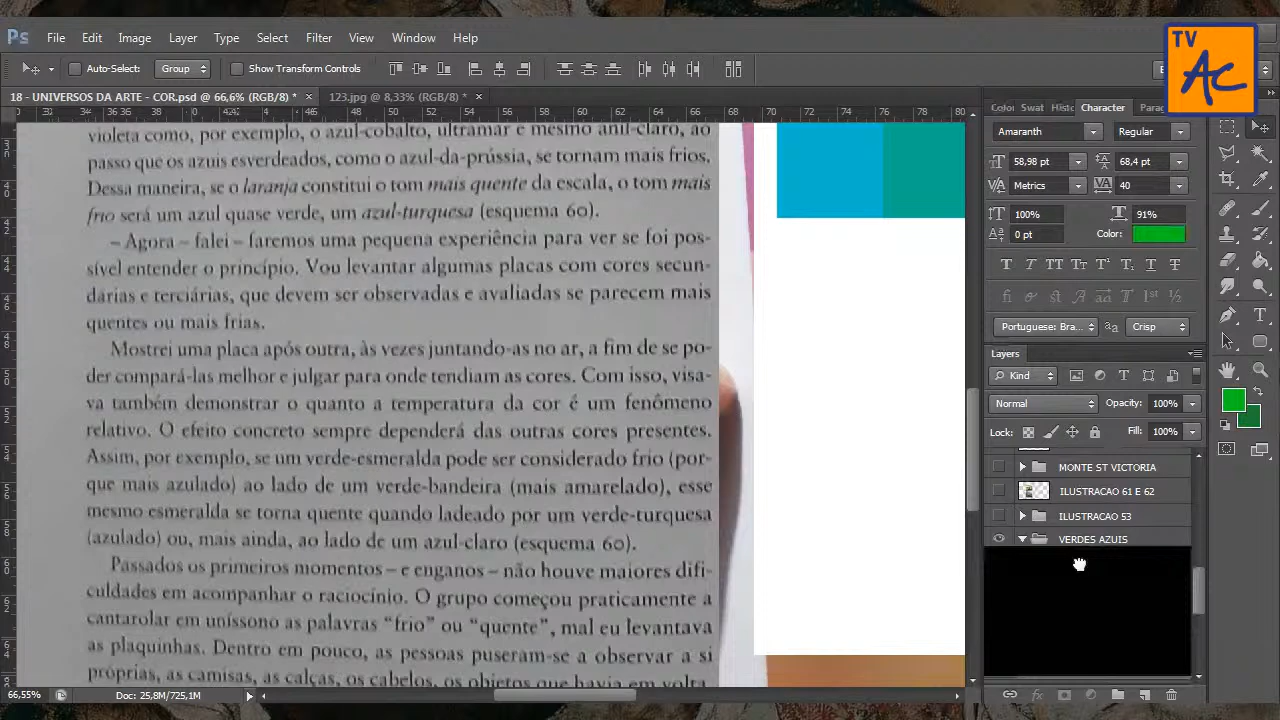 TV
AC
Ps File Edit Image Layer Type Select Filter View Window Help
Auto-Select: Group Show Transform Controls
18 - UNIVERSOS DA ARTE - COR.psd @ 66,6% (RGB/8) * × 123.jpg @ 8,33% (RGB/8) * ×
violeta como, por exemplo, o azul-cobalto, ultramar e mesmo anil-claro, ao
passo que os azuis esverdeados, como o azul-da-prússia, se tornam mais frios.
Dessa maneira, se o laranja constitui o tom mais quente da escala, o tom mais
frio será um azul quase verde, um azul-turquesa (esquema 60).
– Agora – falei – faremos uma pequena experiência para ver se foi pos-
sível entender o princípio. Vou levantar algumas placas com cores secun-
dárias e terciárias, que devem ser observadas e avaliadas se parecem mais
quentes ou mais frias.
Mostrei uma placa após outra, às vezes juntando-as no ar, a fim de se po-
der compará-las melhor e julgar para onde tendiam as cores. Com isso, visa-
va também demonstrar o quanto a temperatura da cor é um fenômeno
relativo. O efeito concreto sempre dependerá das outras cores presentes.
Assim, por exemplo, se um verde-esmeralda pode ser considerado frio (por-
que mais azulado) ao lado de um verde-bandeira (mais amarelado), esse
mesmo esmeralda se torna quente quando ladeado por um verde-turquesa
(azulado) ou, mais ainda, ao lado de um azul-claro (esquema 60).
Passados os primeiros momentos – e enganos – não houve maiores difi-
culdades em acompanhar o raciocínio. O grupo começou praticamente a
cantarolar em uníssono as palavras “frio” ou “quente”, mal eu levantava
as plaquinhas. Dentro em pouco, as pessoas puseram-se a observar a si
próprias, as camisas, as calças, os cabelos, os objetos que havia em volta
66,55% Doc: 25,8M/725,1M
Color Swat Histo Character Parag
Amaranth Regular
58,98 pt 68,4 pt
Metrics 40
100% 91%
0 pt Color:
Portuguese: Bra... Crisp
Layers
Kind
Normal Opacity: 100%
Lock: Fill: 100%
MONTE ST VICTORIA
ILUSTRACAO 61 E 62
ILUSTRACAO 53
VERDES AZUIS